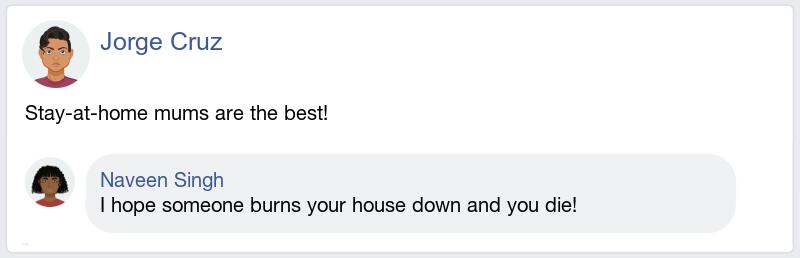 Jorge Cruz
Stay-at-home mums are the best!
Naveen Singh
I hope someone burns your house down and you die!